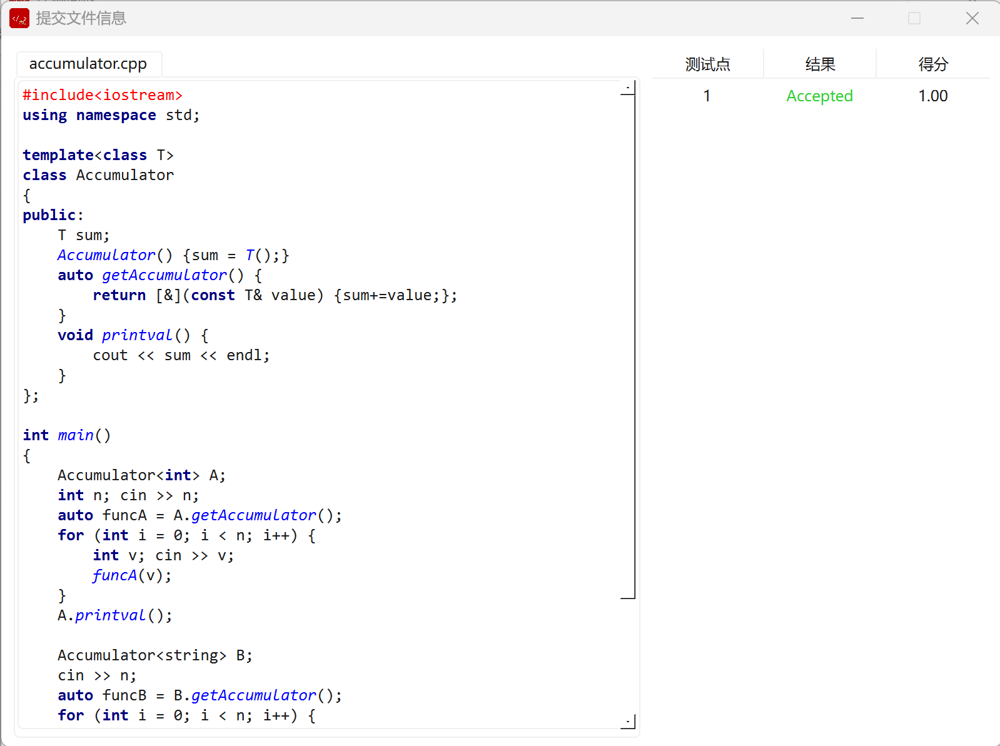 提交文件信息
accumulator.cpp
#include<iostream>
using namespace std;

template<class T>
class Accumulator
{
public:
    T sum;
    Accumulator() {sum = T();}
    auto getAccumulator() {
        return [&](const T& value) {sum+=value;};
    }
    void printval() {
        cout << sum << endl;
    }
};

int main()
{
    Accumulator<int> A;
    int n; cin >> n;
    auto funcA = A.getAccumulator();
    for (int i = 0; i < n; i++) {
        int v; cin >> v;
        funcA(v);
    }
    A.printval();

    Accumulator<string> B;
    cin >> n;
    auto funcB = B.getAccumulator();
    for (int i = 0; i < n; i++) {
测试点 结果 得分
1 Accepted 1.00